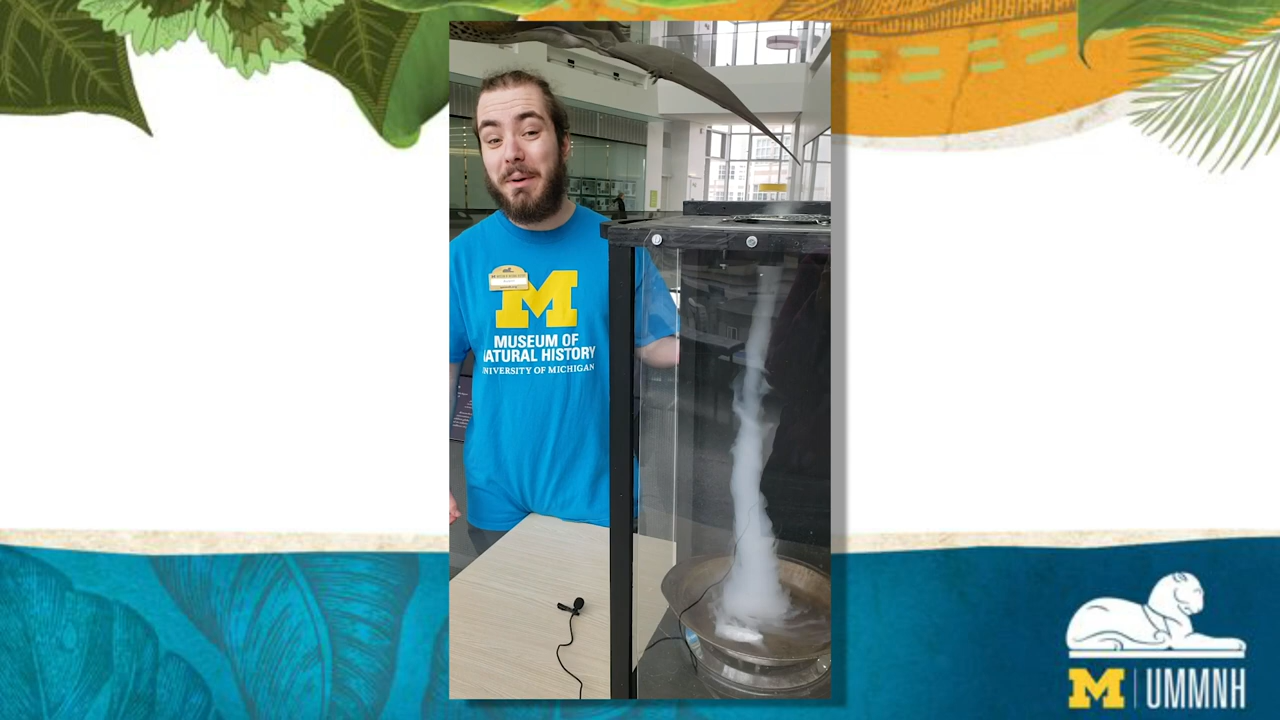 M
MUSEUM OF
NATURAL HISTORY
UNIVERSITY OF MICHIGAN
M | UMMNH